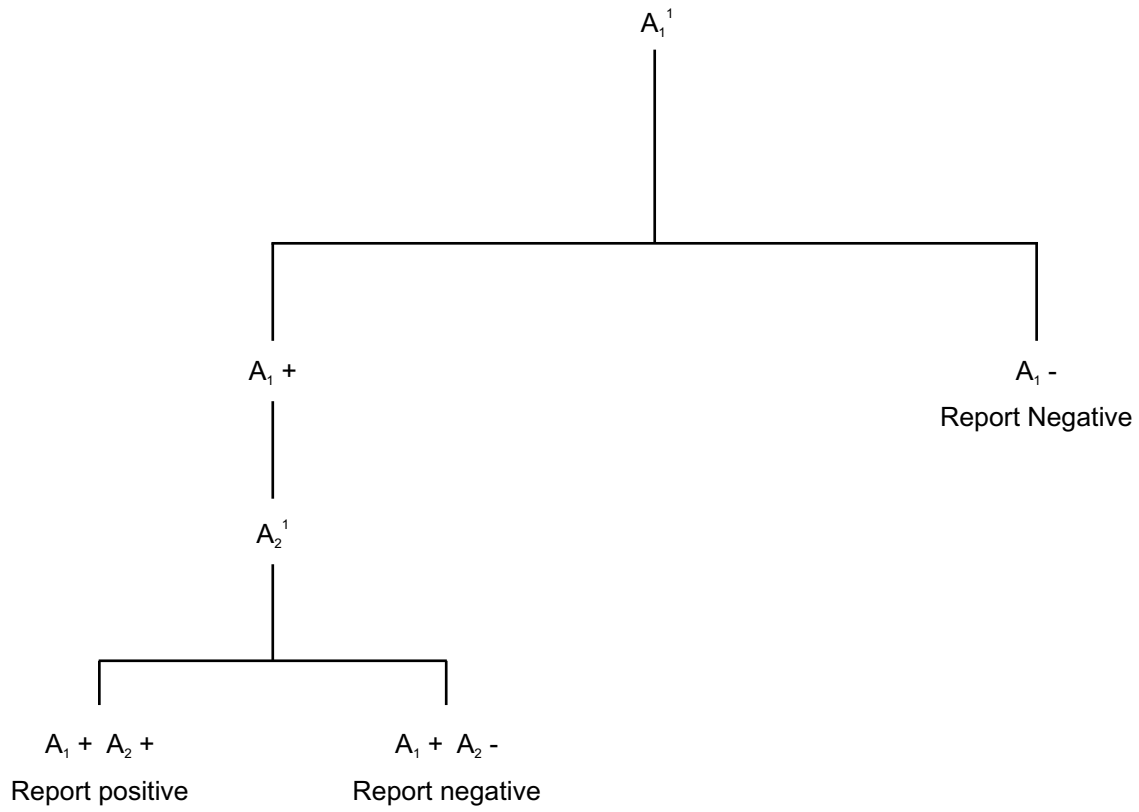 A₁¹
A₁ +
A₁ -
Report Negative
A₂¹
A₁ + A₂ +
A₁ + A₂ -
Report positive
Report negative